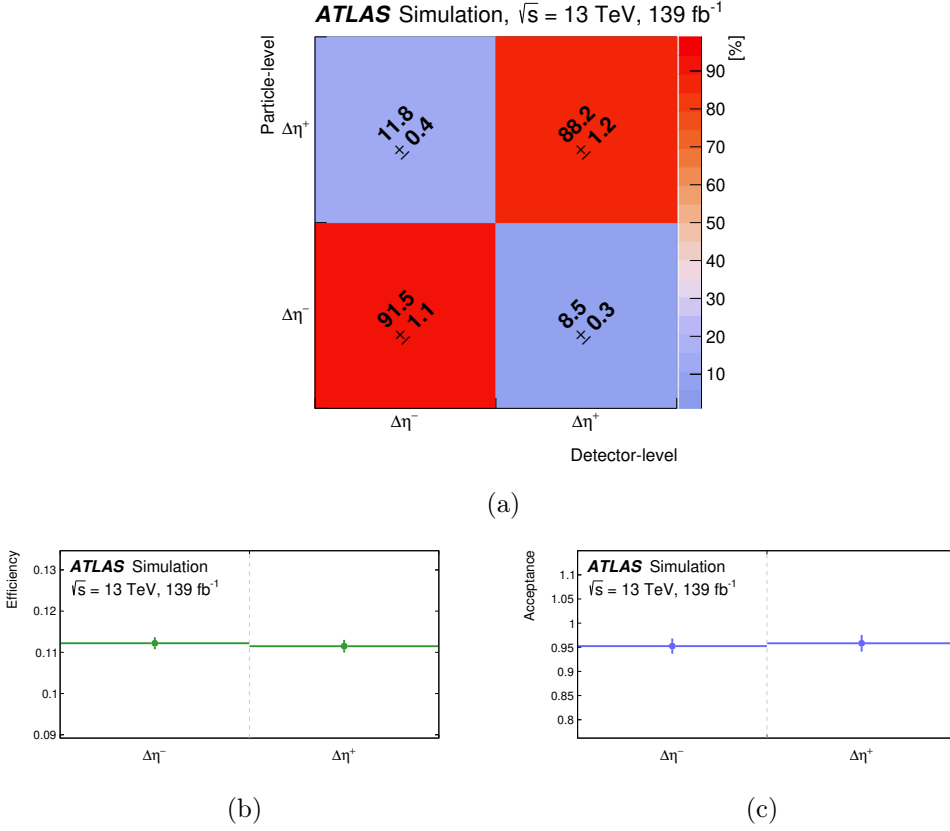 ATLAS Simulation, √s = 13 TeV, 139 fb⁻¹
Particle-level
[%]
Δη⁺
11.8 ± 0.4
88.2 ± 1.2
Δη⁻
91.5 ± 1.1
8.5 ± 0.3
90
80
70
60
50
40
30
20
10
Δη⁻ Δη⁺
Detector-level
(a)
Efficiency
ATLAS Simulation
√s = 13 TeV, 139 fb⁻¹
0.13
0.12
0.11
0.1
0.09
Δη⁻ Δη⁺
(b)
Acceptance
ATLAS Simulation
√s = 13 TeV, 139 fb⁻¹
1.1
1.05
1
0.95
0.9
0.85
0.8
Δη⁻ Δη⁺
(c)